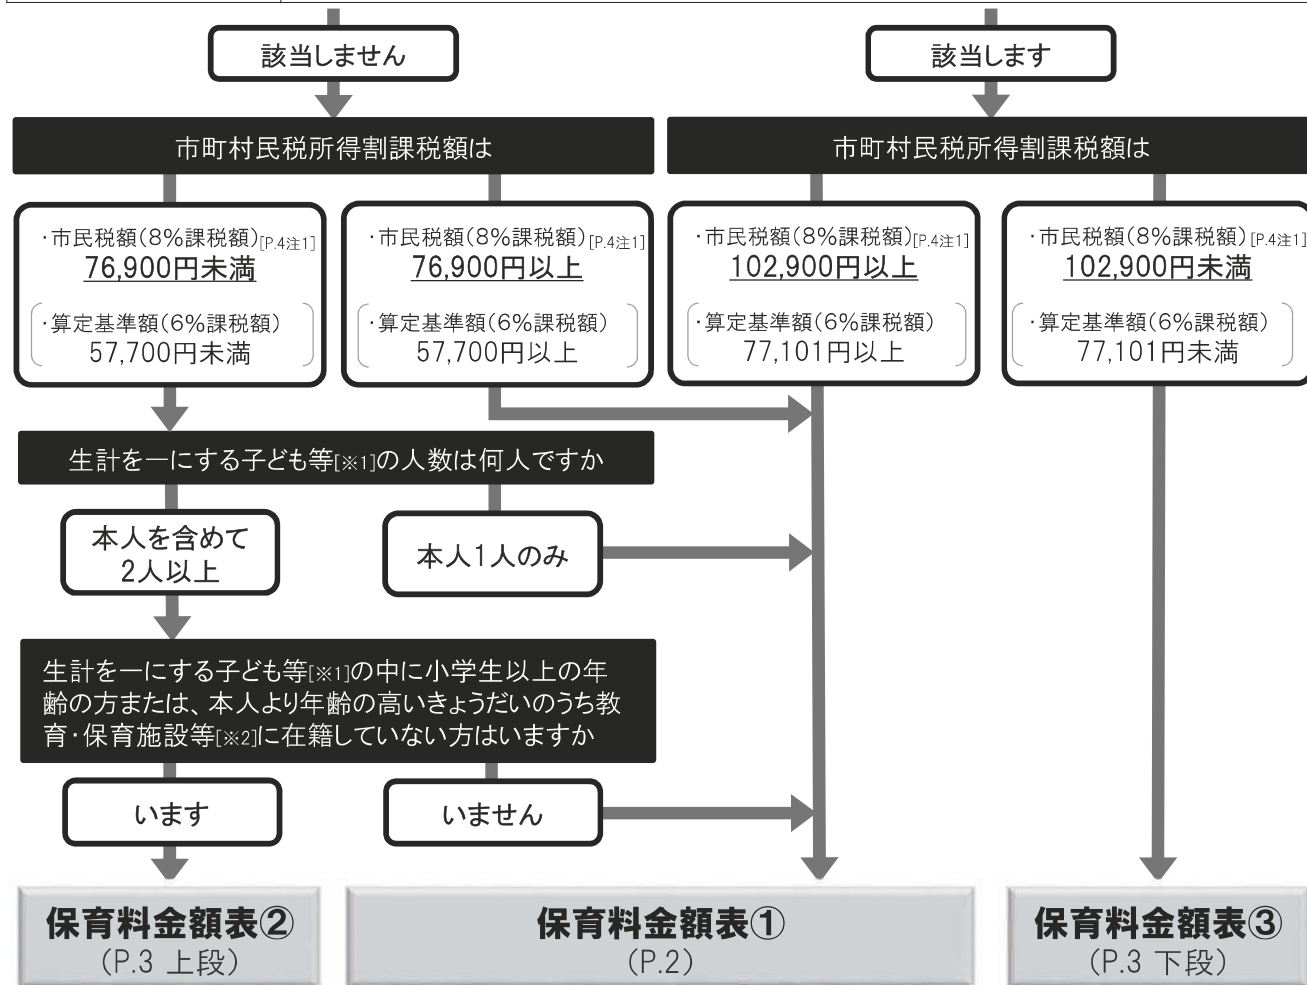 該当しません
該当します
市町村民税所得割課税額は
市町村民税所得割課税額は
・市民税額(8%課税額)[P.4注1]
76,900円未満
・算定基準額(6%課税額)
57,700円未満
・市民税額(8%課税額)[P.4注1]
76,900円以上
・算定基準額(6%課税額)
57,700円以上
・市民税額(8%課税額)[P.4注1]
102,900円以上
・算定基準額(6%課税額)
77,101円以上
・市民税額(8%課税額)[P.4注1]
102,900円未満
・算定基準額(6%課税額)
77,101円未満
生計を一にする子ども等[※1]の人数は何人ですか
本人を含めて
2人以上
本人1人のみ
生計を一にする子ども等[※1]の中に小学生以上の年
齢の方または、本人より年齢の高いきょうだいのうち教
育・保育施設等[※2]に在籍していない方はいますか
います
いません
保育料金額表②
(P.3 上段)
保育料金額表①
(P.2)
保育料金額表③
(P.3 下段)